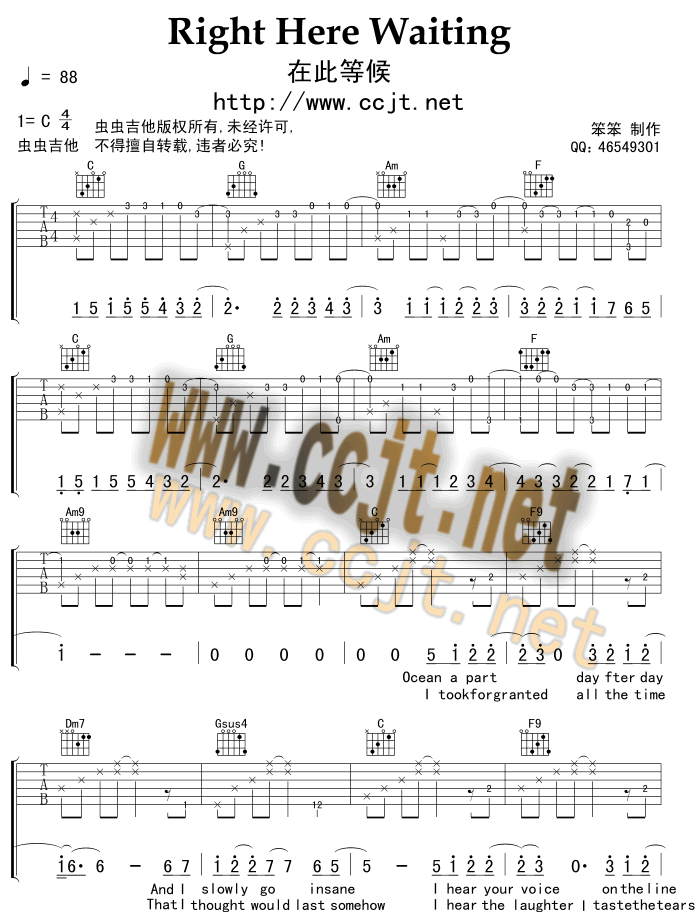 Right Here Waiting
在此等候
♩ = 88
http://www.ccjt.net
1= C 4/4 虫虫吉他版权所有,未经许可, 笨笨 制作
虫虫吉他 不得擅自转载,违者必究! QQ:46549301
C G Am F
1 5 1 5 5 4 3 2 | 2· 2 2 3 4 3 | 3 1 1 1 2 2 3 | 3 2 2 1 1 7 6 5
C G Am F
1 5 1 5 5 4 3 2 | 2· 2 2 3 4 3 | 3 1 1 1 2 2 3 | 3 2 2 2 1 7 1
www.ccjt.net
www.ccjt.net
Am9 Am9 C F9
1 - - - | 0 0 0 0 | 0 0 5 1 2 2 | 2 3 0 3 2 1 2
Ocean a part day fter day
I tookforgranted all the time
Dm7 Gsus4 C F9
1 6· 6 - 6 7 | 1 2 2 7 7 6 5 | 5 - 5 1 2 2 | 2 3 0· 3 1 2
And I slowly go insane I hear your voice ontheline
That I thought would last somehow I hear the laughter I tastethetears